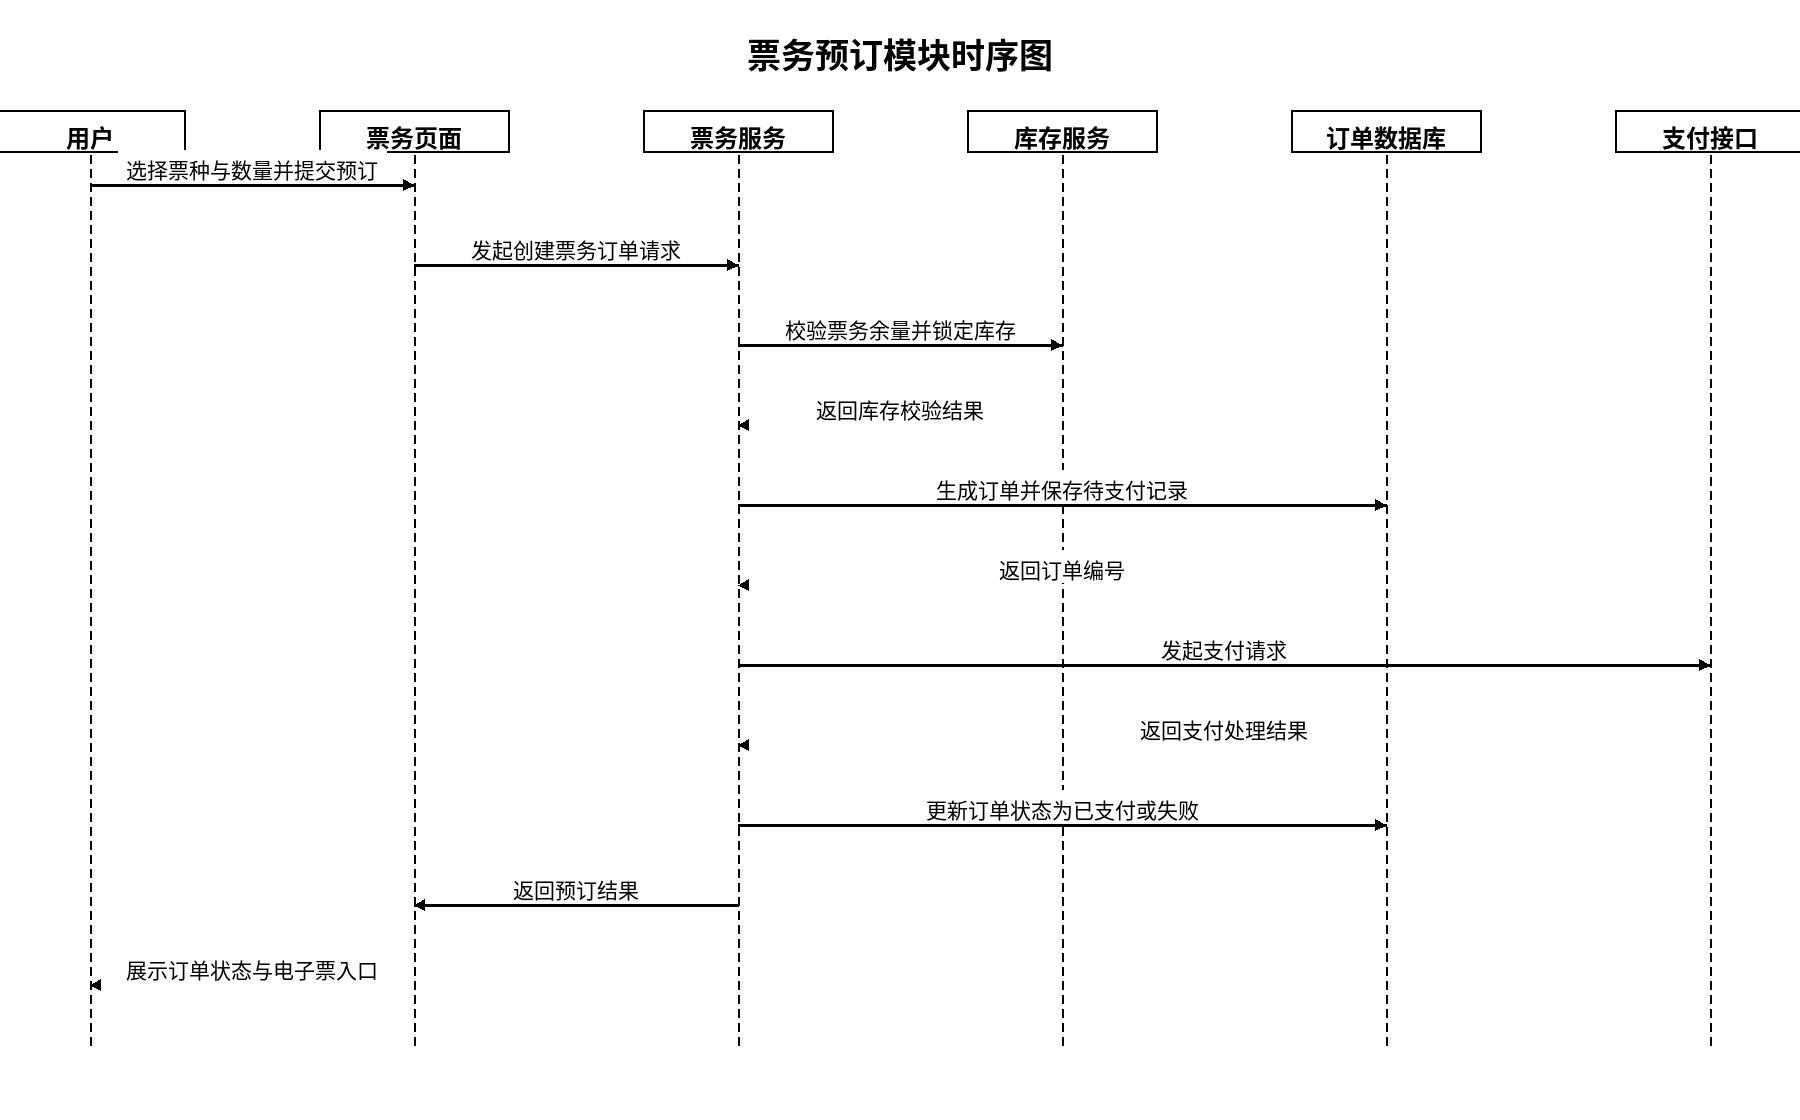 票务预订模块时序图
用户
票务页面
票务服务
库存服务
订单数据库
支付接口
选择票种与数量并提交预订
发起创建票务订单请求
校验票务余量并锁定库存
返回库存校验结果
生成订单并保存待支付记录
返回订单编号
发起支付请求
返回支付处理结果
更新订单状态为已支付或失败
返回预订结果
展示订单状态与电子票入口